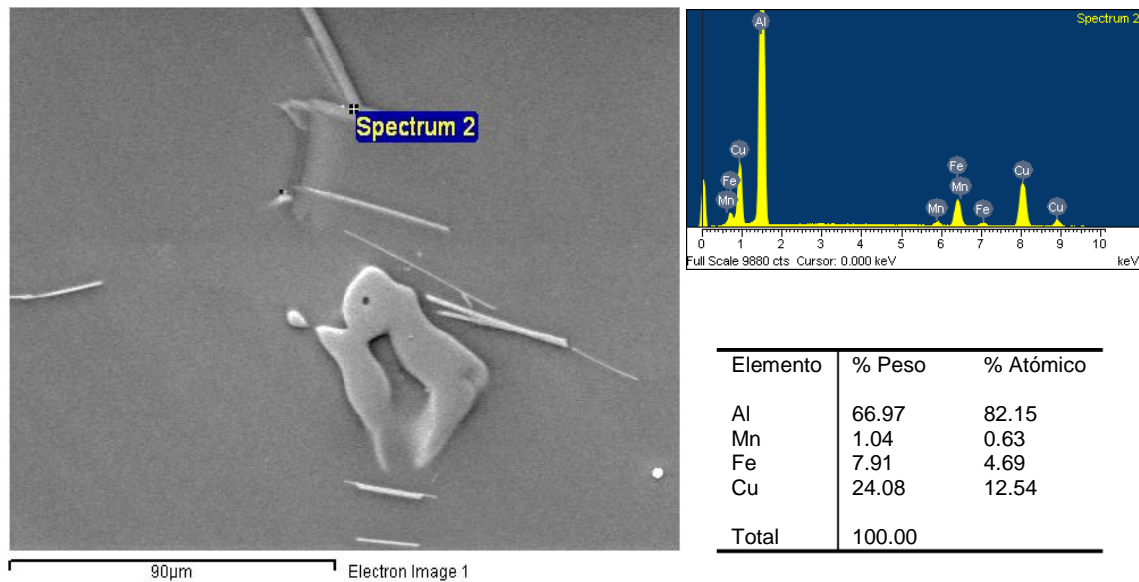 Spectrum 2
90µm
Electron Image 1
Spectrum 2
Al
Cu
Fe
Mn
Fe
Mn
Mn
Fe
Cu
Cu
0 1 2 3 4 5 6 7 8 9 10
Full Scale 9880 cts Cursor: 0.000 keV
keV
Elemento % Peso % Atómico
Al 66.97 82.15
Mn 1.04 0.63
Fe 7.91 4.69
Cu 24.08 12.54
Total 100.00